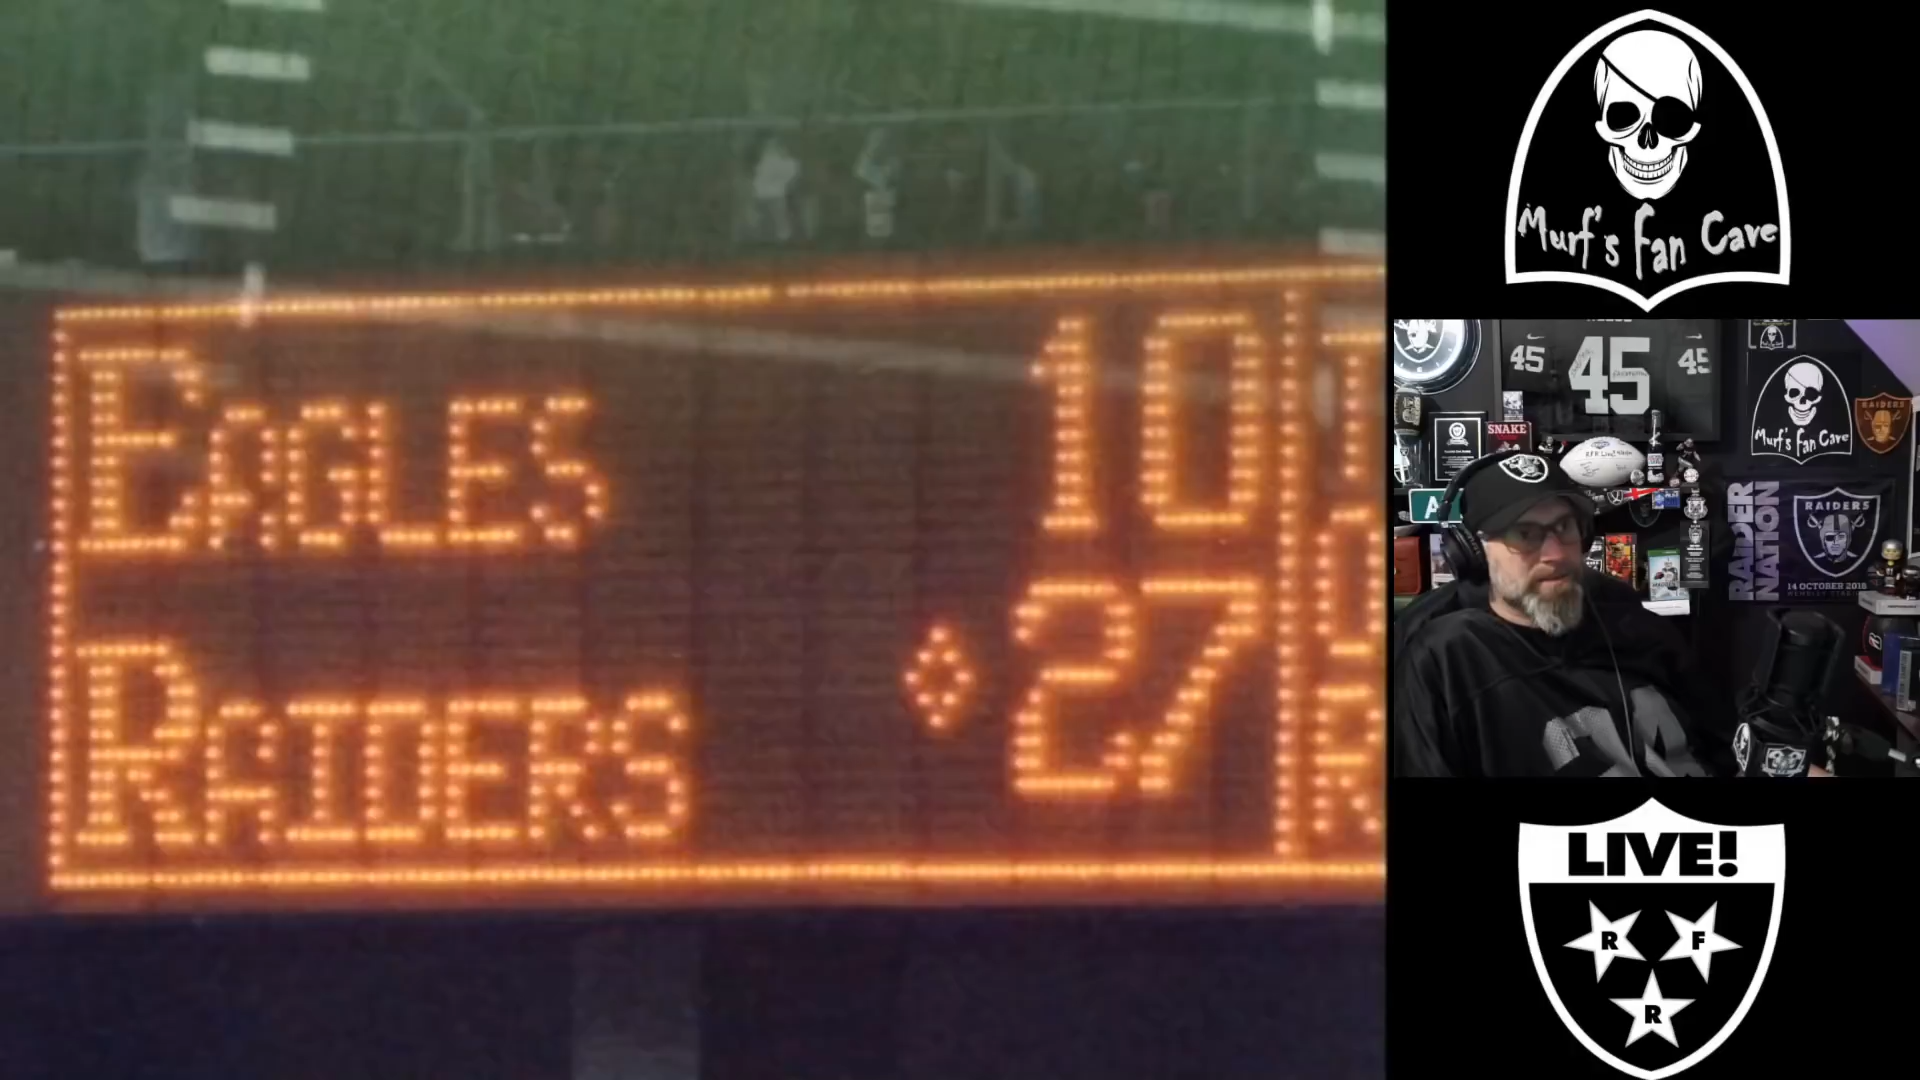 EAGLES 10
RAIDERS 27
Murf's Fan Cave
45 45 45
SNAKE
Murf's Fan Cave
RAIDERS
RAIDER
NATION
RAIDERS
14 OCTOBER 2018
LIVE!
R F
R